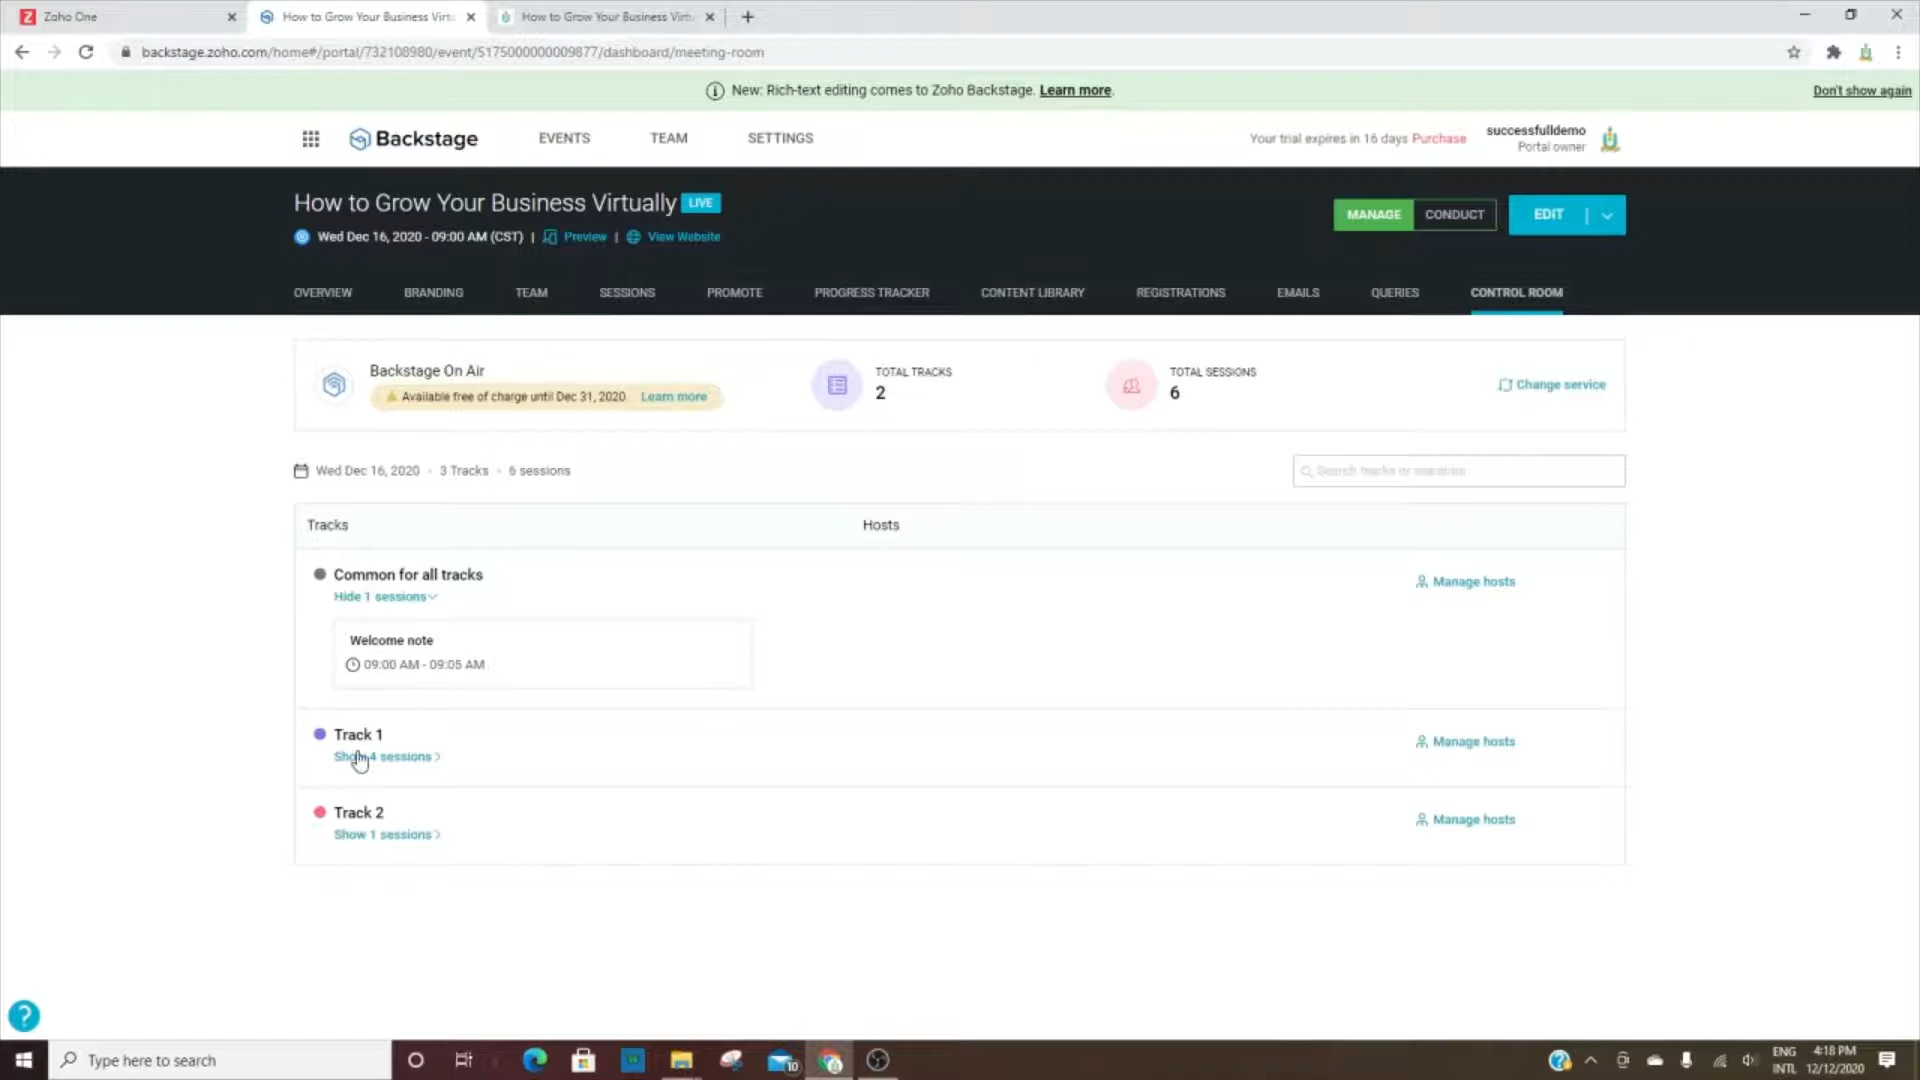 Zoho One
How to Grow Your Business Virtu
How to Grow Your Business Virtu
backstage.zoho.com/home#/portal/732108980/event/5175000000009877/dashboard/meeting-room
New: Rich-text editing comes to Zoho Backstage. Learn more.
Don't show again
Backstage
EVENTS
TEAM
SETTINGS
Your trial expires in 16 days Purchase
successfulldemo
Portal owner
How to Grow Your Business Virtually LIVE
MANAGE
CONDUCT
EDIT
Wed Dec 16, 2020 - 09:00 AM (CST) | Preview | View Website
OVERVIEW
BRANDING
TEAM
SESSIONS
PROMOTE
PROGRESS TRACKER
CONTENT LIBRARY
REGISTRATIONS
EMAILS
QUERIES
CONTROL ROOM
Backstage On Air
Available free of charge until Dec 31, 2020 Learn more
TOTAL TRACKS
2
TOTAL SESSIONS
6
Change service
Wed Dec 16, 2020 • 3 Tracks • 6 sessions
Search tracks or sessions
Tracks
Hosts
Common for all tracks
Hide 1 sessions
Manage hosts
Welcome note
09:00 AM - 09:05 AM
Track 1
Show 4 sessions
Manage hosts
Track 2
Show 1 sessions
Manage hosts
?
Type here to search
10
ENG
INTL
4:18 PM
12/12/2020